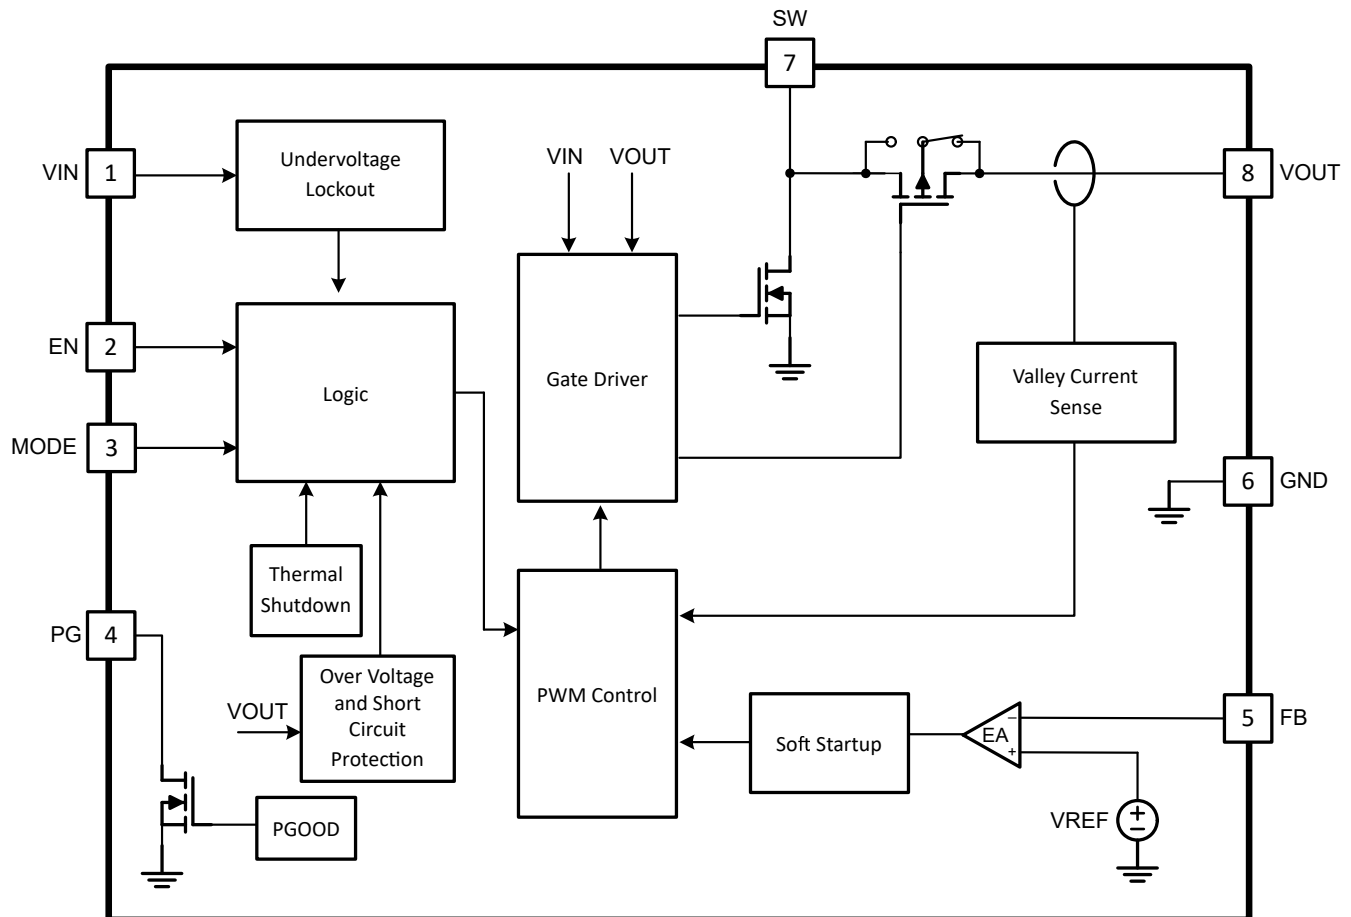 SW
7
VIN
1
Undervoltage
Lockout
VIN
VOUT
8
VOUT
EN
2
Logic
Gate Driver
Valley Current
Sense
MODE
3
6
GND
Thermal
Shutdown
PG
4
Over Voltage
and Short
Circuit
Protection
VOUT
PWM Control
Soft Startup
EA
−
+
5
FB
VREF
+
−
PGOOD